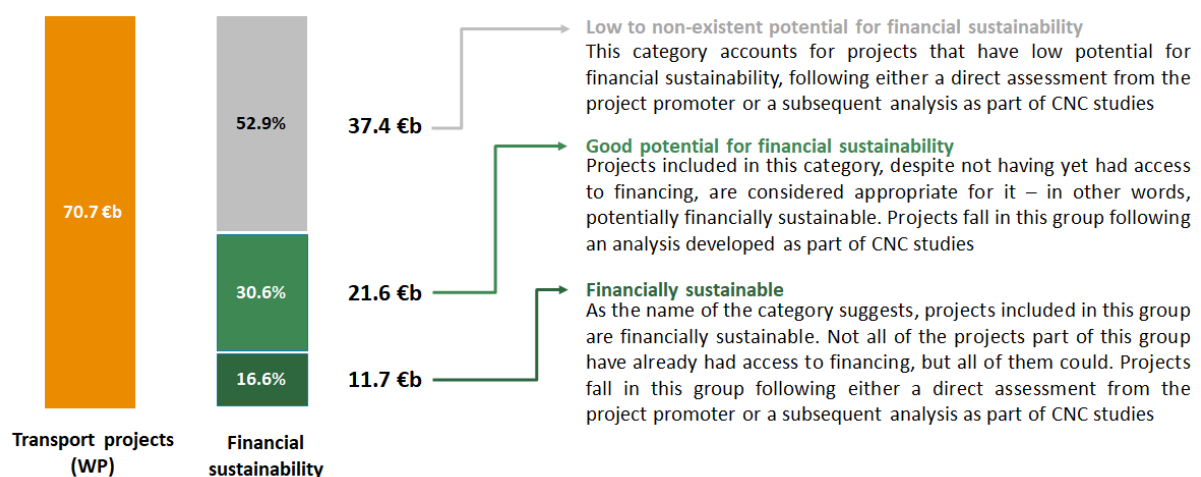 Low to non-existent potential for financial sustainability
This category accounts for projects that have low potential for
financial sustainability, following either a direct assessment from the
project promoter or a subsequent analysis as part of CNC studies
52.9%
37.4 €b
Good potential for financial sustainability
Projects included in this category, despite not having yet had access
to financing, are considered appropriate for it – in other words,
potentially financially sustainable. Projects fall in this group following
an analysis developed as part of CNC studies
70.7 €b
30.6%
21.6 €b
Financially sustainable
As the name of the category suggests, projects included in this group
are financially sustainable. Not all of the projects part of this group
have already had access to financing, but all of them could. Projects
fall in this group following either a direct assessment from the
project promoter or a subsequent analysis as part of CNC studies
16.6%
11.7 €b
Transport projects
(WP)
Financial
sustainability